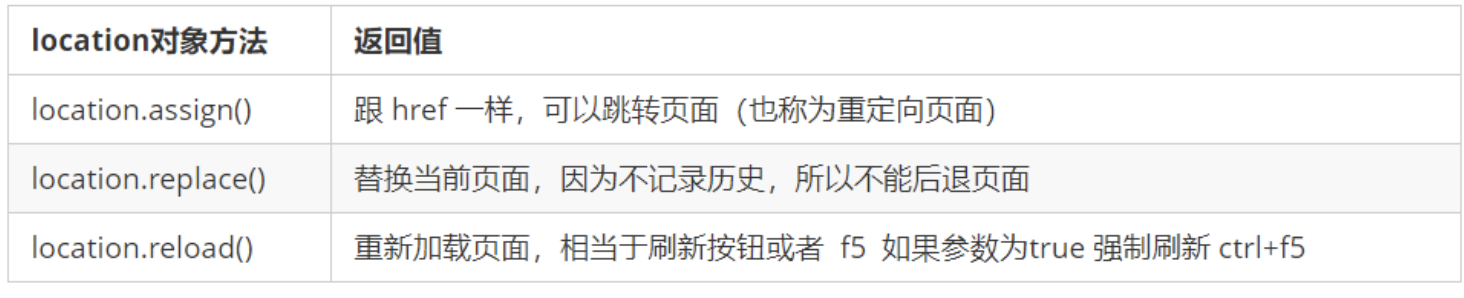 location对象方法 返回值
location.assign() 跟 href 一样，可以跳转页面（也称为重定向页面）
location.replace() 替换当前页面，因为不记录历史，所以不能后退页面
location.reload() 重新加载页面，相当于刷新按钮或者 f5 如果参数为true 强制刷新 ctrl+f5